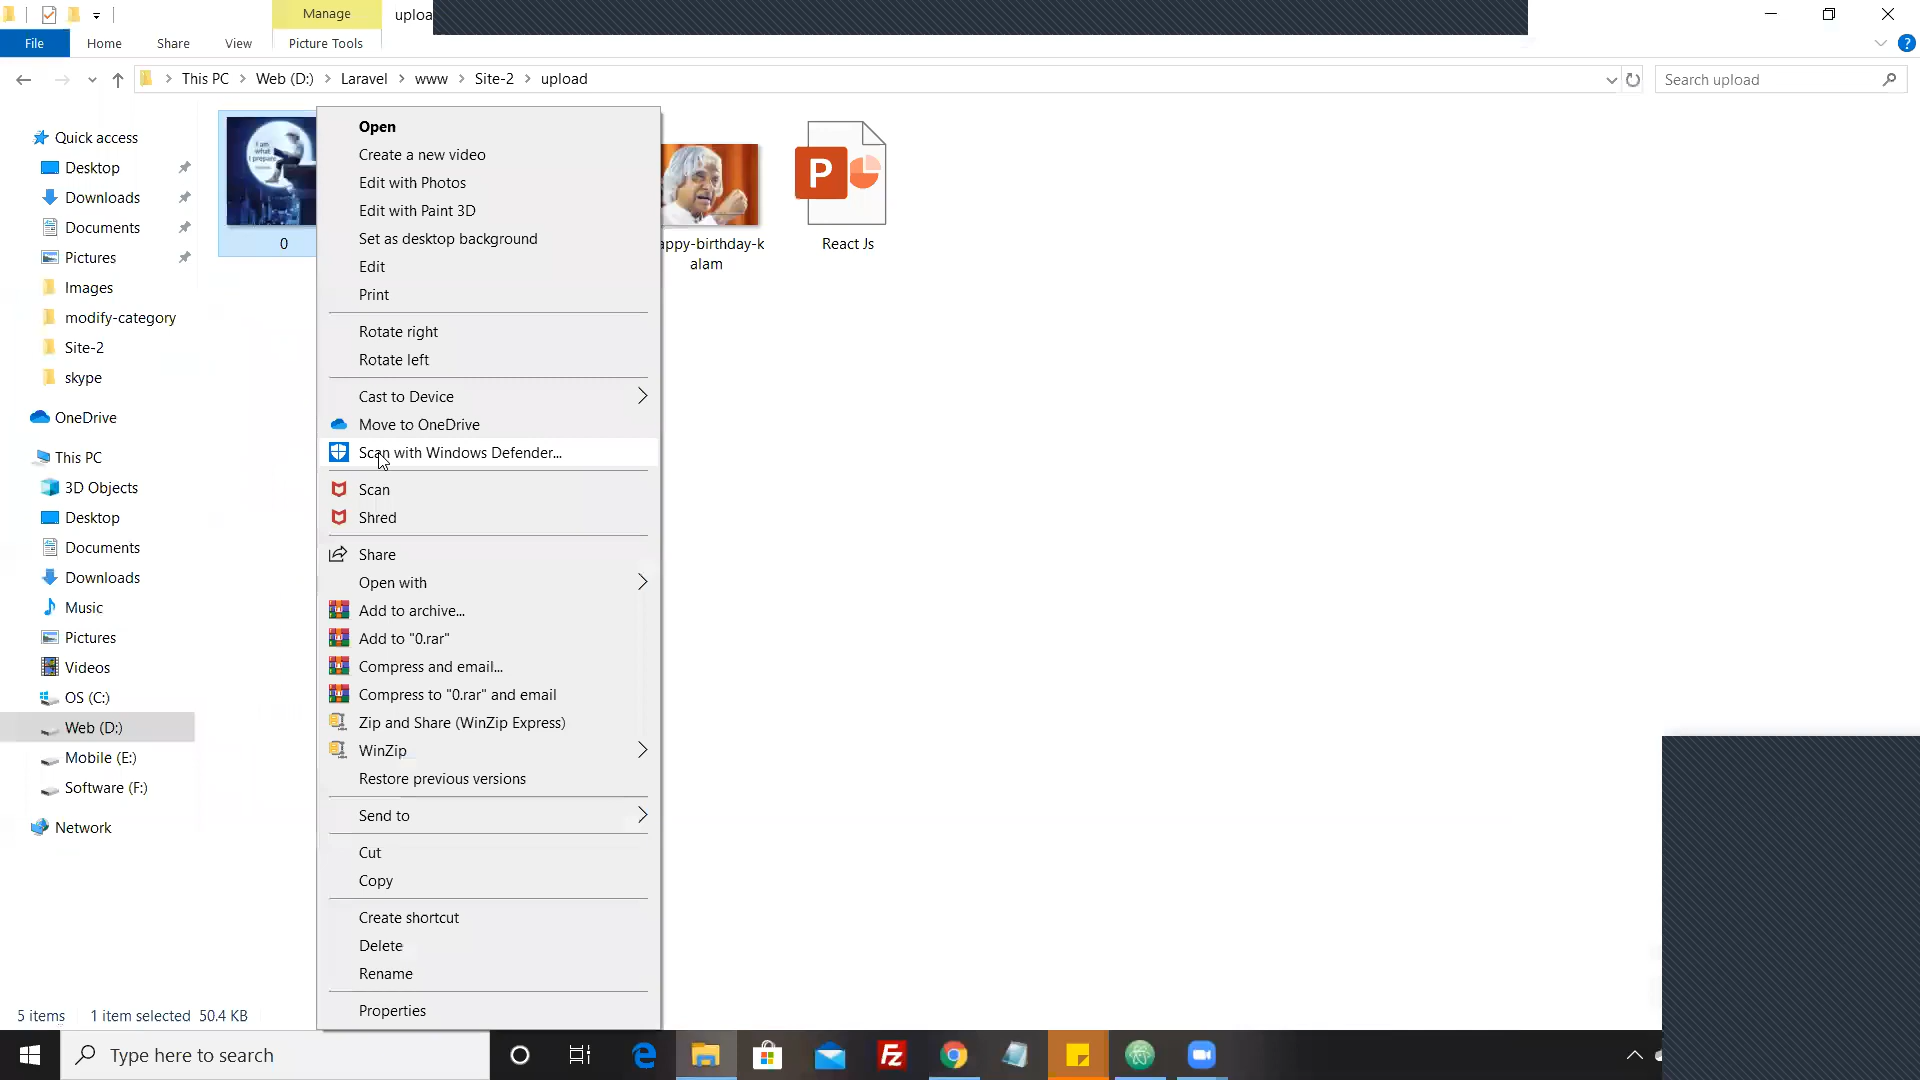 Manage
uploa
File
Home
Share
View
Picture Tools
This PC
Web (D:)
Laravel
www
Site-2
upload
Search upload
Quick access
Desktop
Downloads
Documents
Pictures
Images
modify-category
Site-2
skype
OneDrive
This PC
3D Objects
Desktop
Documents
Downloads
Music
Pictures
Videos
OS (C:)
Web (D:)
Mobile (E:)
Software (F:)
Network
I am
what
I prepare
0
Open
Create a new video
Edit with Photos
Edit with Paint 3D
Set as desktop background
Edit
Print
Rotate right
Rotate left
Cast to Device
Move to OneDrive
Scan with Windows Defender...
Scan
Shred
Share
Open with
Add to archive...
Add to "0.rar"
Compress and email...
Compress to "0.rar" and email
Zip and Share (WinZip Express)
WinZip
Restore previous versions
Send to
Cut
Copy
Create shortcut
Delete
Rename
Properties
appy-birthday-k
alam
P
React Js
5 items
1 item selected 50.4 KB
Type here to search
Fz